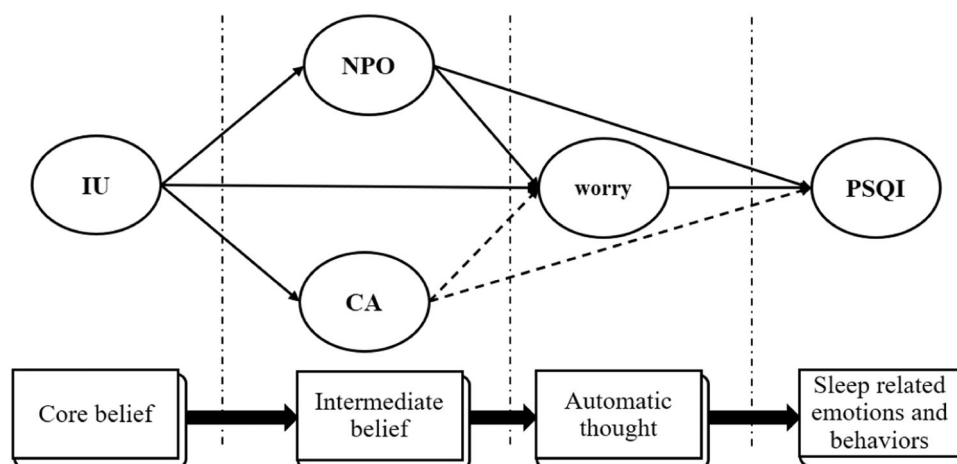 NPO
IU
worry
PSQI
CA
Core belief
Intermediate
belief
Automatic
thought
Sleep related
emotions and
behaviors